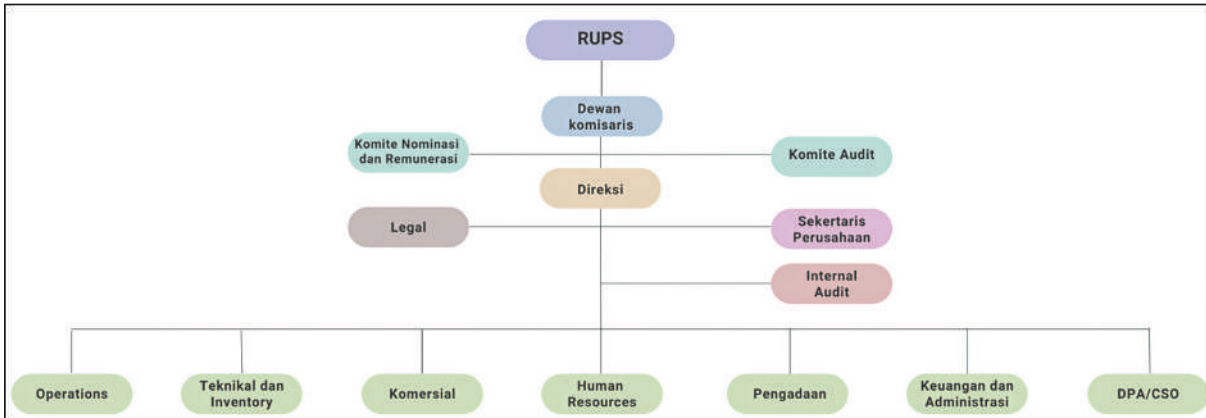 RUPS
Dewan
komisaris
Komite Nominasi
dan Remunerasi
Komite Audit
Direksi
Legal
Sekertaris
Perusahaan
Internal
Audit
Operations
Teknikal dan
Inventory
Komersial
Human
Resources
Pengadaan
Keuangan dan
Administrasi
DPA/CSO